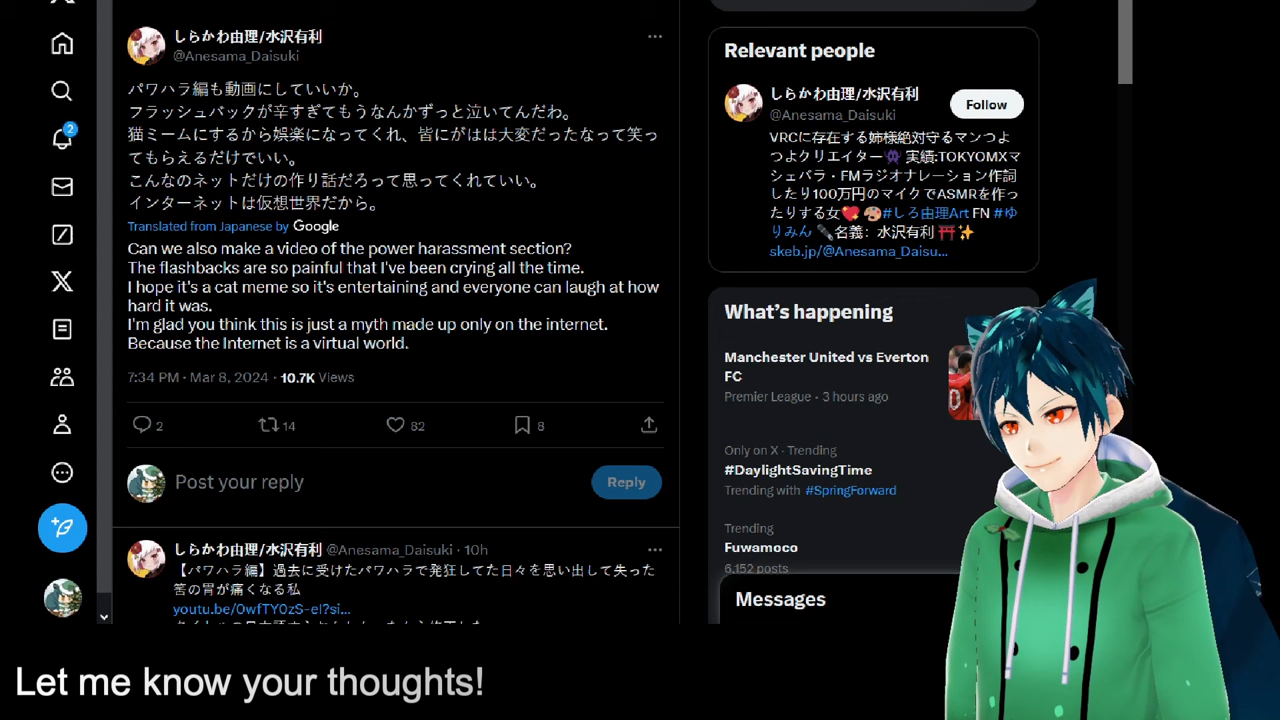 しらかわ由理/水沢有利
@Anesama_Daisuki
パワハラ編も動画にしていいか。
フラッシュバックが辛すぎてもうなんかずっと泣いてんだわ。
猫ミームにするから娯楽になってくれ、皆にがはは大変だったなって笑っ
てもらえるだけでいい。
こんなのネットだけの作り話だろって思ってくれていい。
インターネットは仮想世界だから。
Translated from Japanese by Google
Can we also make a video of the power harassment section?
The flashbacks are so painful that I've been crying all the time.
I hope it's a cat meme so it's entertaining and everyone can laugh at how
hard it was.
I'm glad you think this is just a myth made up only on the internet.
Because the Internet is a virtual world.
7:34 PM · Mar 8, 2024 · 10.7K Views
2 14 82 8
Post your reply
Reply
しらかわ由理/水沢有利 @Anesama_Daisuki · 10h
【パワハラ編】過去に受けたパワハラで発狂してた日々を思い出して失った
筈の胃が痛くなる私
youtu.be/0wfTY0zS-eI?si...
2
Relevant people
しらかわ由理/水沢有利
@Anesama_Daisuki
Follow
VRCに存在する姉様絶対守るマンつよ
つよクリエイター 実績:TOKYOMXマ
シェバラ・FMラジオナレーション作詞
したり100万円のマイクでASMRを作っ
たりする女 #しろ由理Art FN #ゆ
りみん 名義：水沢有利
skeb.jp/@Anesama_Daisu...
What's happening
Manchester United vs Everton
FC
Premier League · 3 hours ago
Only on X · Trending
#DaylightSavingTime
Trending with #SpringForward
Trending
Fuwamoco
6,152 posts
Messages
Let me know your thoughts!